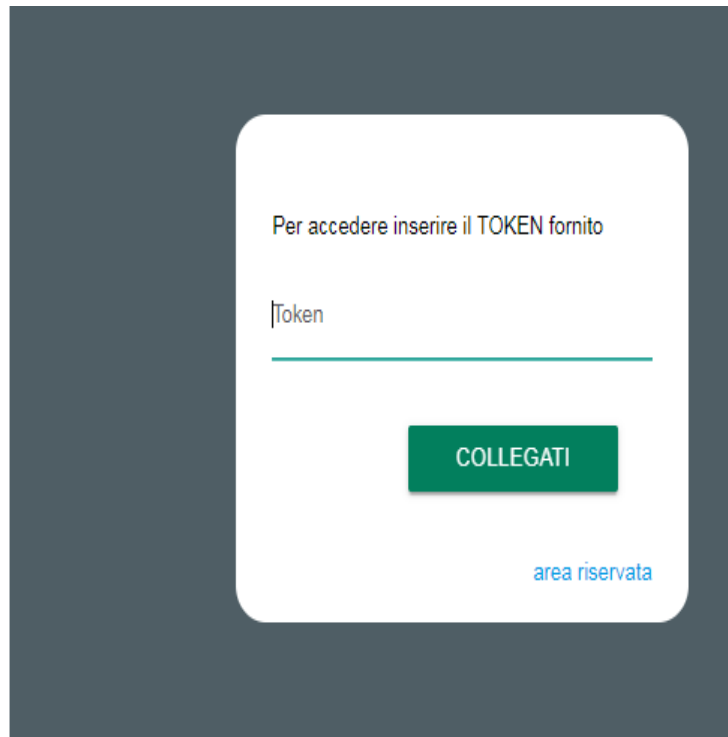 Per accedere inserire il TOKEN fornito
Token
COLLEGATI
area riservata